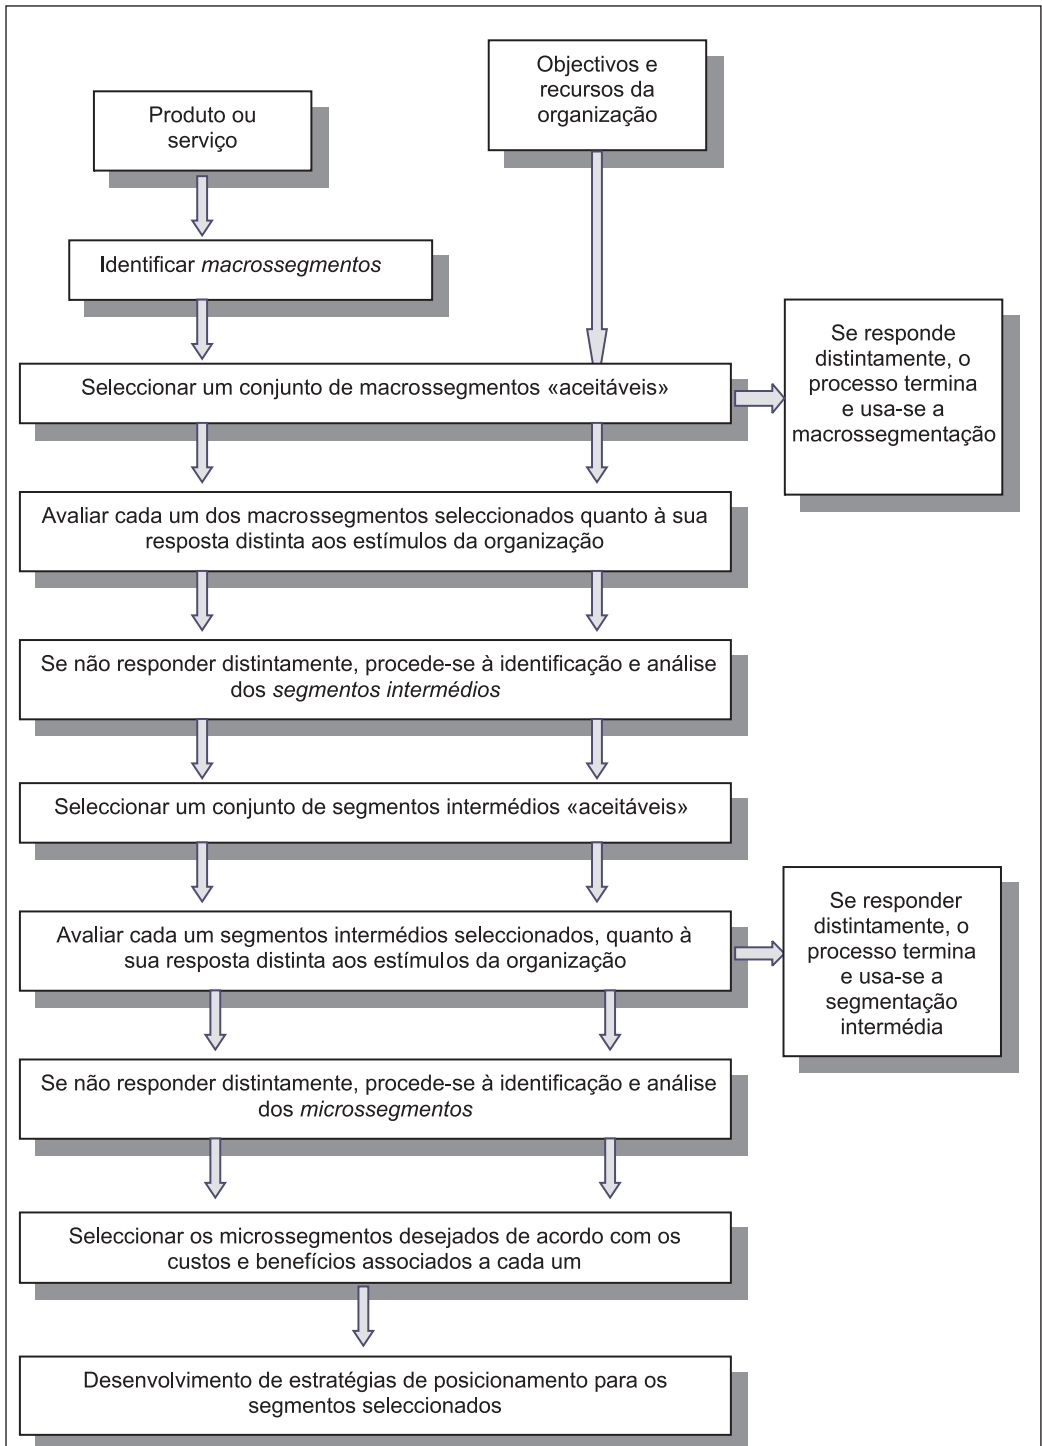 Objectivos e
recursos da
organização
Produto ou
serviço
Identificar macrossegmentos
Se responde
distintamente, o
processo termina
e usa-se a
macrossegmentação
Seleccionar um conjunto de macrossegmentos «aceitáveis»
Avaliar cada um dos macrossegmentos seleccionados quanto à sua
resposta distinta aos estímulos da organização
Se não responder distintamente, procede-se à identificação e análise
dos segmentos intermédios
Seleccionar um conjunto de segmentos intermédios «aceitáveis»
Avaliar cada um segmentos intermédios seleccionados, quanto à
sua resposta distinta aos estímulos da organização
Se responder
distintamente, o
processo termina
e usa-se a
segmentação
intermédia
Se não responder distintamente, procede-se à identificação e análise
dos microssegmentos
Seleccionar os microssegmentos desejados de acordo com os
custos e benefícios associados a cada um
Desenvolvimento de estratégias de posicionamento para os
segmentos seleccionados